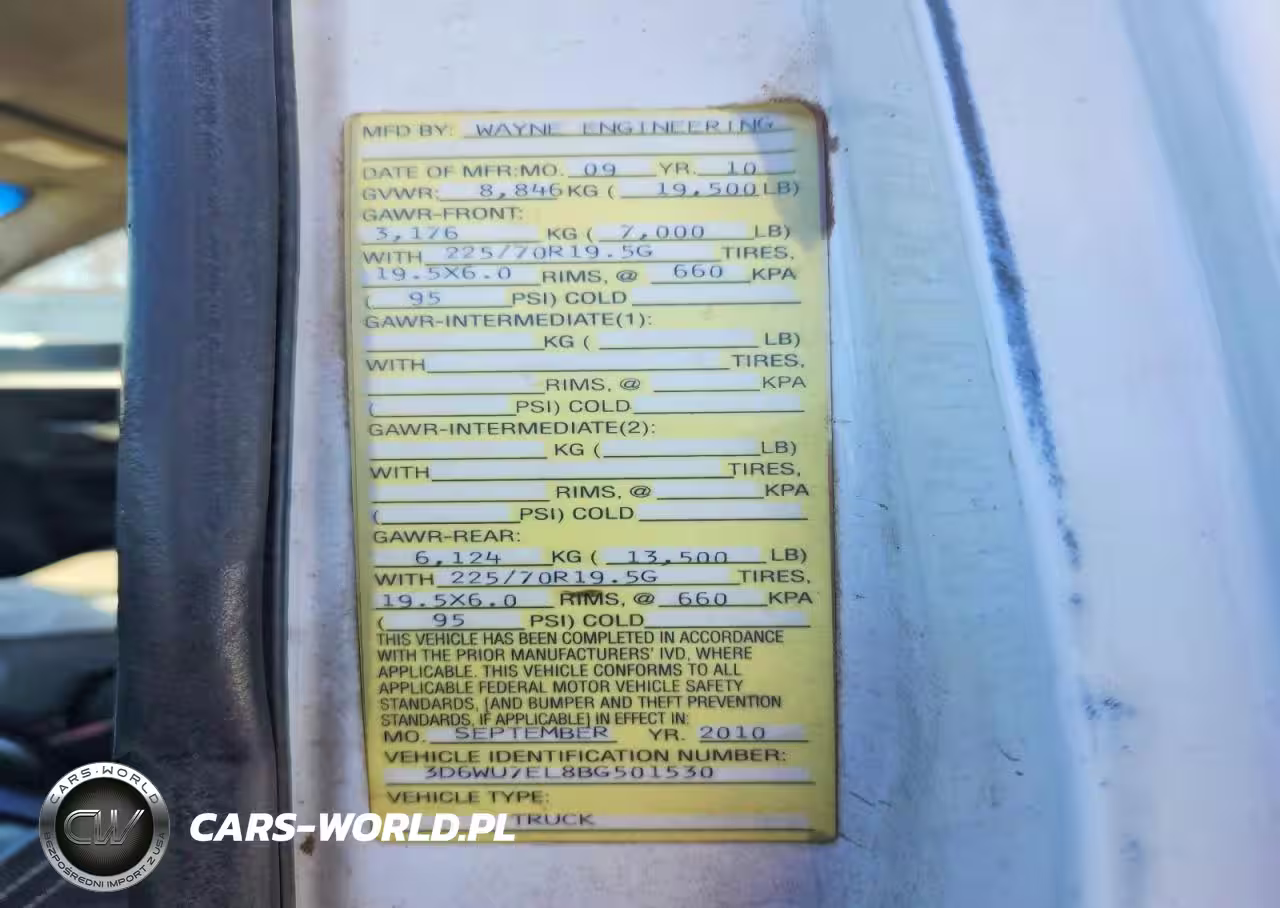 MFD BY: WAYNE ENGINEERING
DATE OF MFR:MO. 09 YR. 10
GVWR: 8,846 KG ( 19,500 LB)
GAWR-FRONT:
3,176 KG ( 7,000 LB)
WITH 225/70R19.5G TIRES,
19.5X6.0 RIMS, @ 660 KPA
( 95 PSI) COLD
GAWR-INTERMEDIATE(1):
KG ( LB)
WITH TIRES,
RIMS, @ KPA
( PSI) COLD
GAWR-INTERMEDIATE(2):
KG ( LB)
WITH TIRES,
RIMS, @ KPA
( PSI) COLD
GAWR-REAR:
6,124 KG ( 13,500 LB)
WITH 225/70R19.5G TIRES,
19.5X6.0 RIMS, @ 660 KPA
( 95 PSI) COLD
THIS VEHICLE HAS BEEN COMPLETED IN ACCORDANCE
WITH THE PRIOR MANUFACTURERS' IVD, WHERE
APPLICABLE. THIS VEHICLE CONFORMS TO ALL
APPLICABLE FEDERAL MOTOR VEHICLE SAFETY
STANDARDS, [AND BUMPER AND THEFT PREVENTION
STANDARDS, IF APPLICABLE] IN EFFECT IN:
MO. SEPTEMBER YR. 2010
VEHICLE IDENTIFICATION NUMBER:
3D6WU7EL8BG501530
VEHICLE TYPE:
TRUCK
CARS-WORLD
CW
BEZPOŚREDNI IMPORT Z USA
CARS-WORLD.PL